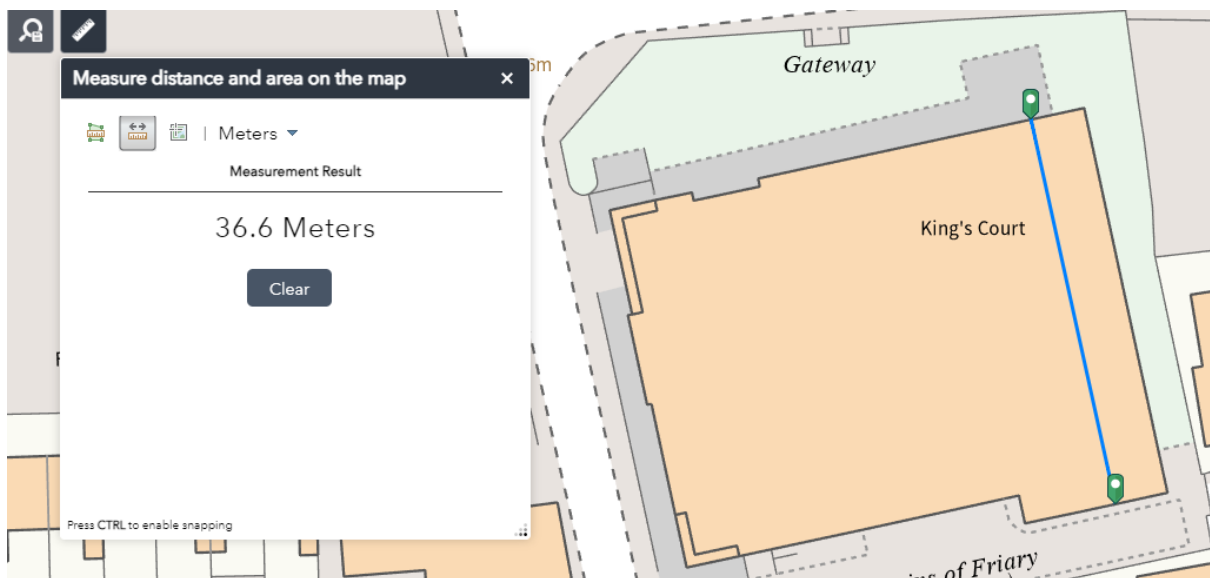 6m
Measure distance and area on the map
Meters
Measurement Result
36.6 Meters
Clear
Press CTRL to enable snapping
Gateway
King's Court
of Friary